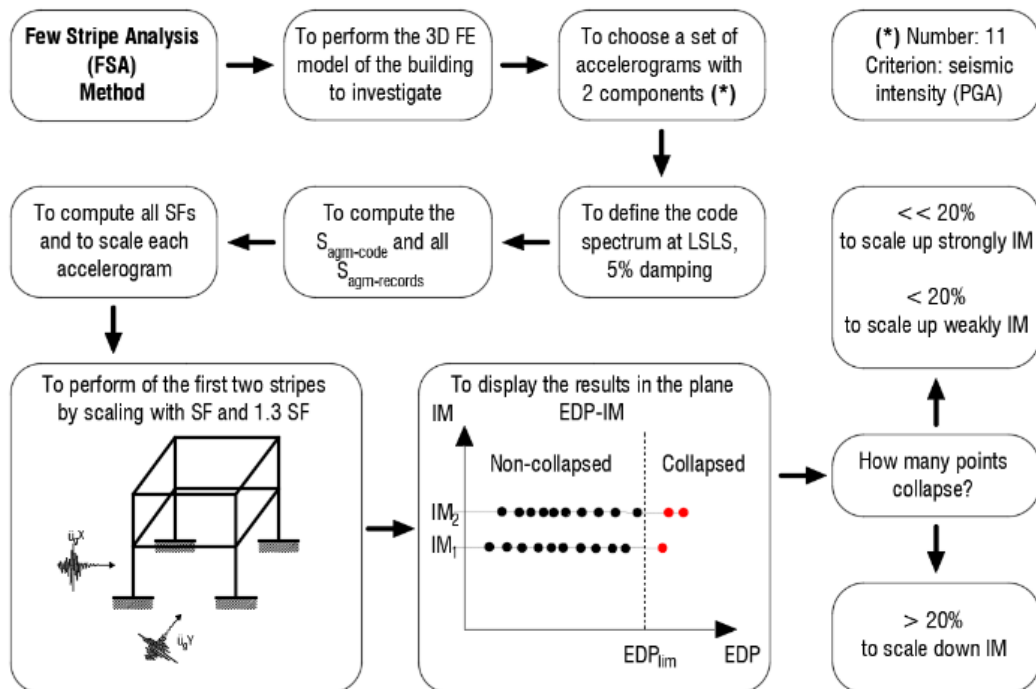 Few Stripe Analysis
(FSA)
Method
To perform the 3D FE
model of the building
to investigate
To choose a set of
accelerograms with
2 components (*)
(*) Number: 11
Criterion: seismic
intensity (PGA)
To compute all SFs
and to scale each
accelerogram
To compute the
Sagm-code and all
Sagm-records
To define the code
spectrum at LSLS,
5% damping
<< 20%
to scale up strongly IM
< 20%
to scale up weakly IM
To perform of the first two stripes
by scaling with SF and 1.3 SF
ügX
ügY
To display the results in the plane
EDP-IM
IM
Non-collapsed
Collapsed
IM2
IM1
EDPlim
EDP
How many points
collapse?
> 20%
to scale down IM